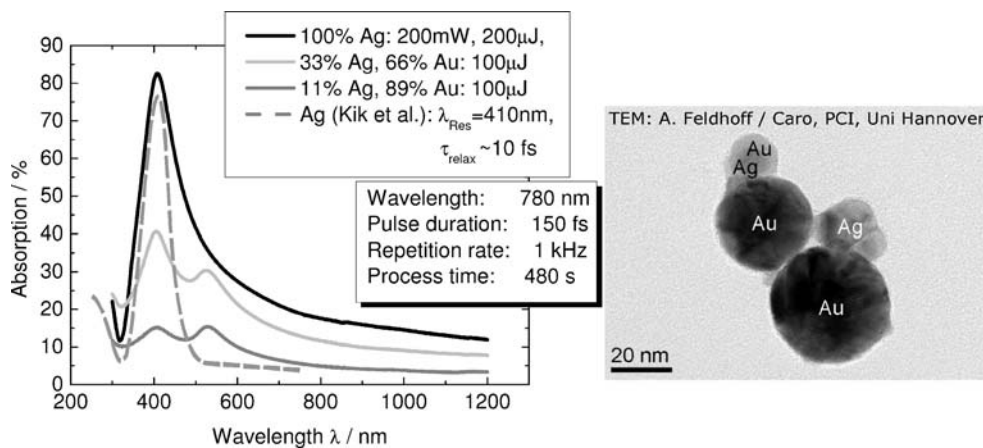 100% Ag: 200mW, 200μJ,
33% Ag, 66% Au: 100μJ
11% Ag, 89% Au: 100μJ
Ag (Kik et al.): λRes=410nm,
τrelax ~10 fs
Wavelength: 780 nm
Pulse duration: 150 fs
Repetition rate: 1 kHz
Process time: 480 s
Absorption / %
90
80
70
60
50
40
30
20
10
0
200 400 600 800 1000 1200
Wavelength λ / nm
TEM: A. Feldhoff / Caro, PCI, Uni Hannover
Au
Ag
Au
Ag
Au
20 nm